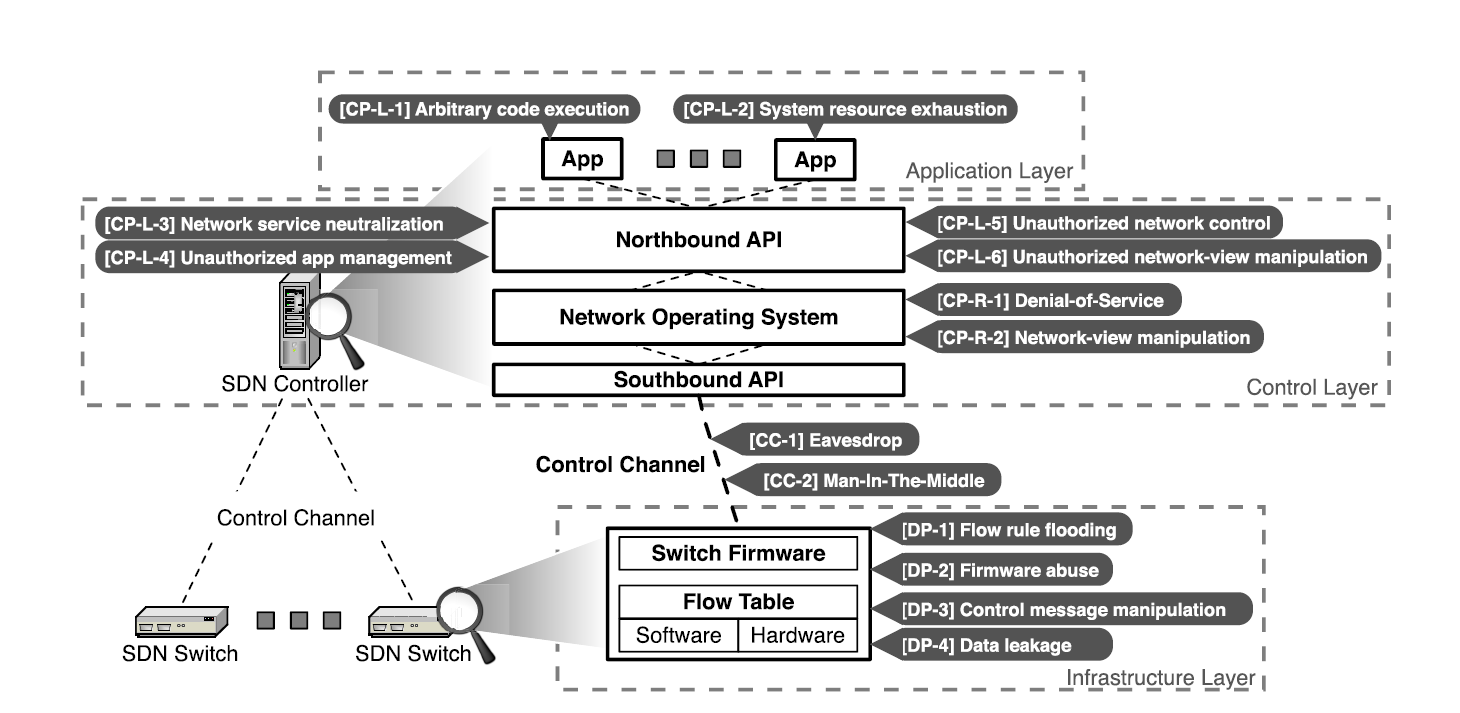 [CP-L-1] Arbitrary code execution
[CP-L-2] System resource exhaustion
App
App
Application Layer
[CP-L-3] Network service neutralization
[CP-L-4] Unauthorized app management
Northbound API
[CP-L-5] Unauthorized network control
[CP-L-6] Unauthorized network-view manipulation
Network Operating System
[CP-R-1] Denial-of-Service
[CP-R-2] Network-view manipulation
SDN Controller
Southbound API
Control Layer
Control Channel
[CC-1] Eavesdrop
[CC-2] Man-In-The-Middle
Control Channel
SDN Switch
SDN Switch
Switch Firmware
Flow Table
Software
Hardware
[DP-1] Flow rule flooding
[DP-2] Firmware abuse
[DP-3] Control message manipulation
[DP-4] Data leakage
Infrastructure Layer